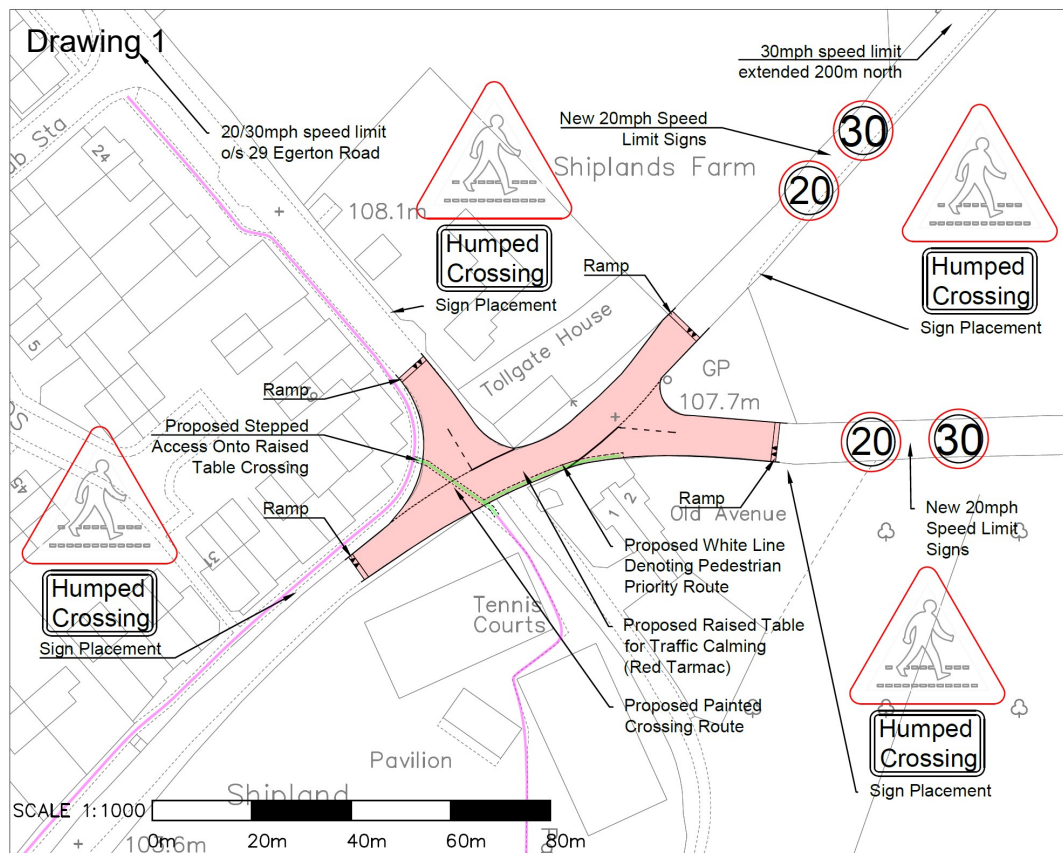 Drawing 1
30mph speed limit
extended 200m north
20/30mph speed limit
o/s 29 Egerton Road
New 20mph Speed
Limit Signs
30
20
Shiplands Farm
24
108.1m
Humped
Crossing
Sign Placement
Humped
Crossing
Sign Placement
Ramp
Tollgate House
GP
107.7m
5
Ramp
Proposed Stepped
Access Onto Raised
Table Crossing
20
30
45
Ramp
Ramp
1 2
Old Avenue
New 20mph
Speed Limit
Signs
31
Humped
Crossing
Sign Placement
Proposed White Line
Denoting Pedestrian
Priority Route
Tennis
Courts
Proposed Raised Table
for Traffic Calming
(Red Tarmac)
Proposed Painted
Crossing Route
Humped
Crossing
Sign Placement
Pavilion
Shipland
SCALE 1:1000
0m
20m
40m
60m
80m